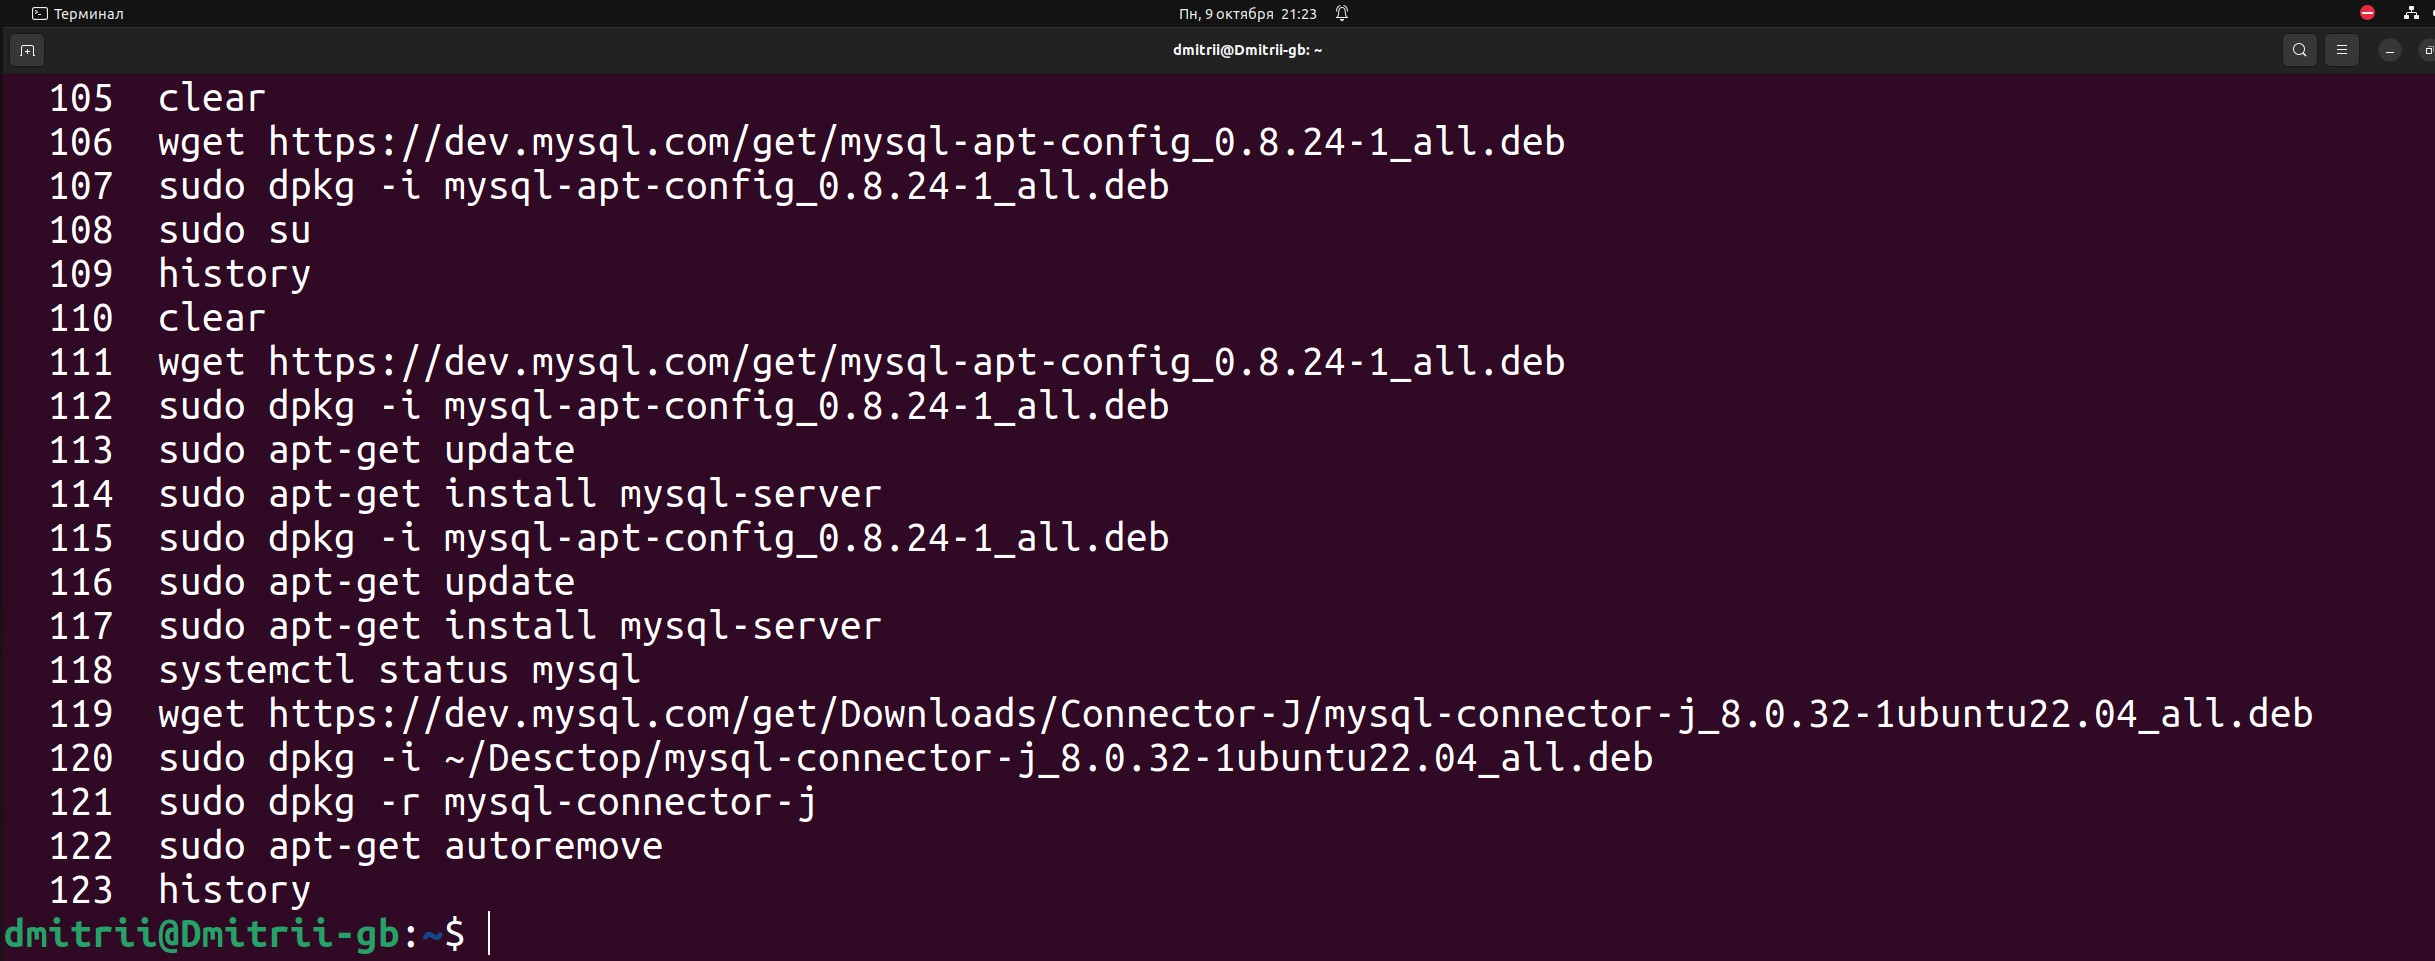 Терминал
Пн, 9 октября 21:23
dmitrii@Dmitrii-gb: ~
105 clear
106 wget https://dev.mysql.com/get/mysql-apt-config_0.8.24-1_all.deb
107 sudo dpkg -i mysql-apt-config_0.8.24-1_all.deb
108 sudo su
109 history
110 clear
111 wget https://dev.mysql.com/get/mysql-apt-config_0.8.24-1_all.deb
112 sudo dpkg -i mysql-apt-config_0.8.24-1_all.deb
113 sudo apt-get update
114 sudo apt-get install mysql-server
115 sudo dpkg -i mysql-apt-config_0.8.24-1_all.deb
116 sudo apt-get update
117 sudo apt-get install mysql-server
118 systemctl status mysql
119 wget https://dev.mysql.com/get/Downloads/Connector-J/mysql-connector-j_8.0.32-1ubuntu22.04_all.deb
120 sudo dpkg -i ~/Desctop/mysql-connector-j_8.0.32-1ubuntu22.04_all.deb
121 sudo dpkg -r mysql-connector-j
122 sudo apt-get autoremove
123 history
dmitrii@Dmitrii-gb:~$